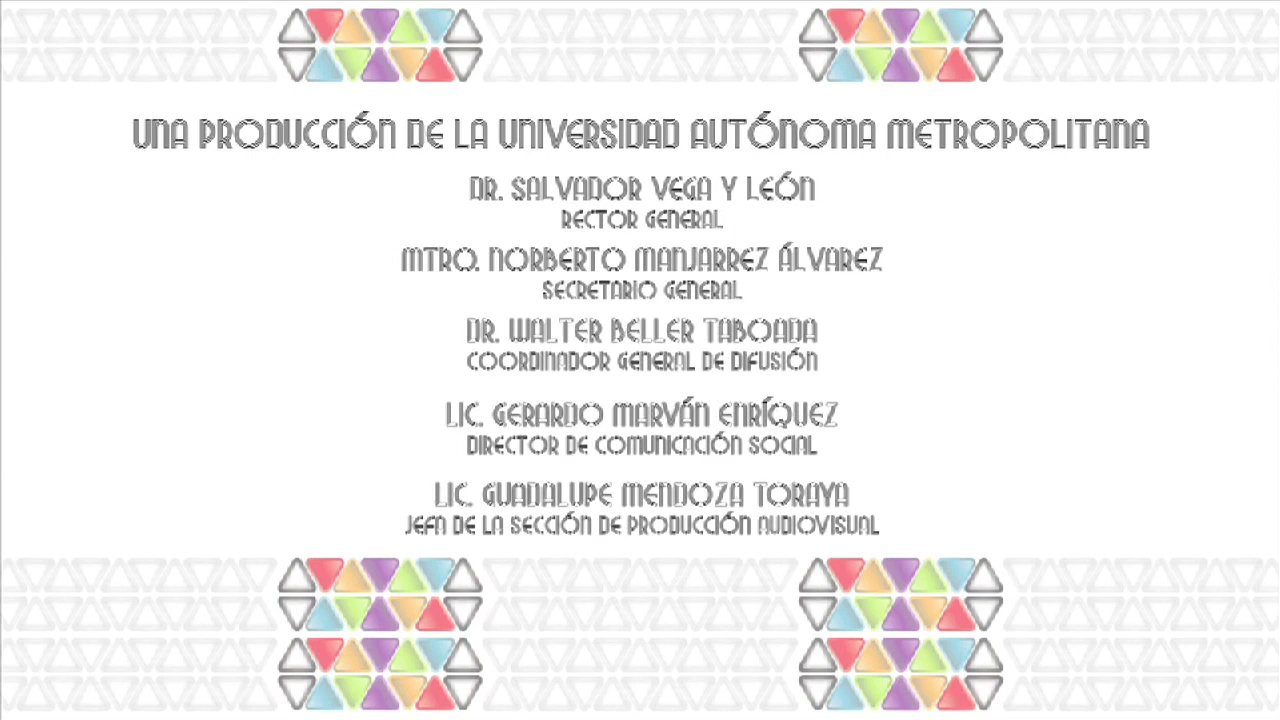 UNA PRODUCCIÓN DE LA UNIVERSIDAD AUTÓNOMA METROPOLITANA
DR. SALVADOR VEGA Y LEÓN
RECTOR GENERAL
MTRO. NORBERTO MANJARREZ ÁLVAREZ
SECRETARIO GENERAL
DR. WALTER BELLER TABOADA
COORDINADOR GENERAL DE DIFUSIÓN
LIC. GERARDO MARVÁN ENRÍQUEZ
DIRECTOR DE COMUNICACIÓN SOCIAL
LIC. GUADALUPE MENDOZA TORAYA
JEFA DE LA SECCIÓN DE PRODUCCIÓN AUDIOVISUAL